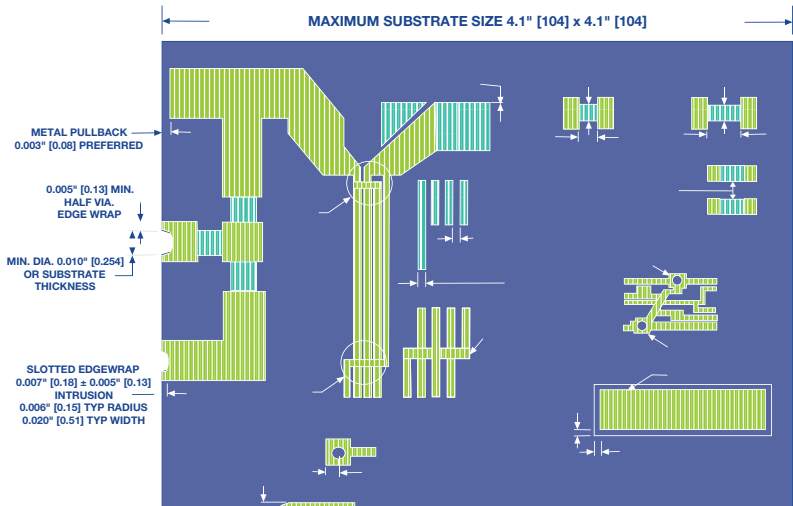 MAXIMUM SUBSTRATE SIZE 4.1" [104] x 4.1" [104]
METAL PULLBACK
0.003" [0.08] PREFERRED
0.005" [0.13] MIN.
HALF VIA.
EDGE WRAP
MIN. DIA. 0.010" [0.254]
OR SUBSTRATE
THICKNESS
SLOTTED EDGEWRAP
0.007" [0.18] ± 0.005" [0.13]
INTRUSION
0.006" [0.15] TYP RADIUS
0.020" [0.51] TYP WIDTH